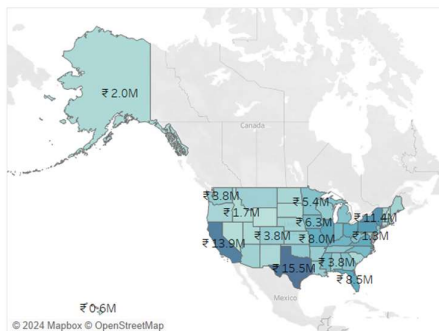 ₹ 2.0M
Canada
₹ 3.8M
₹ 5.4M
₹ 1.7M
₹ 6.3M
₹ 11.4M
₹ 13.9M
₹ 3.8M
₹ 8.0M
₹ 1.3M
₹ 15.5M
₹ 3.8M
₹ 8.5M
Mexico
₹ 0.6M
© 2024 Mapbox © OpenStreetMap